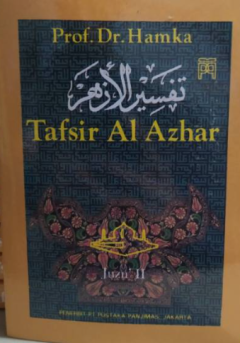 Prof. Dr. Hamka
تفسير الأزهر
Tafsir Al Azhar
Juzu' II
PENERBIT PT PUSTAKA PANJIMAS, JAKARTA